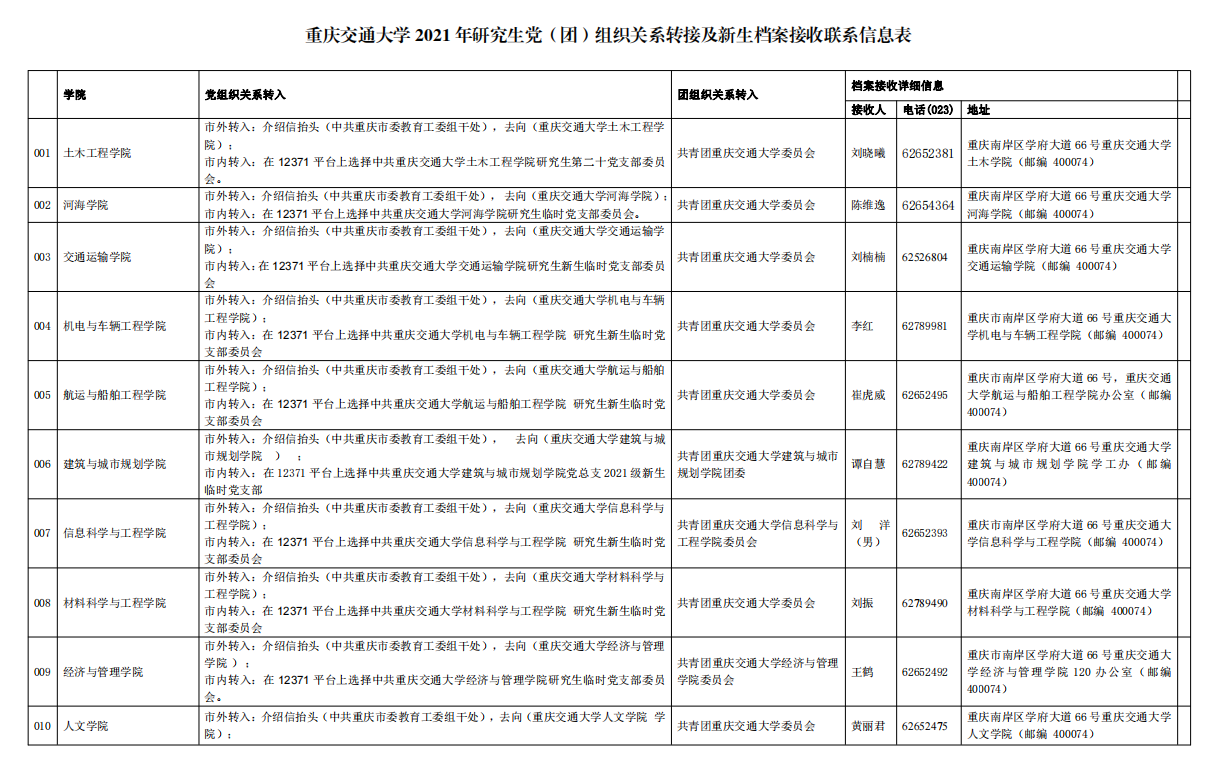 重庆交通大学 2021 年研究生党（团）组织关系转接及新生档案接收联系信息表
学院
党组织关系转入
团组织关系转入
档案接收详细信息
接收人
电话(023)
地址
001
土木工程学院
市外转入：介绍信抬头（中共重庆市委教育工委组干处），去向（重庆交通大学土木工程学
院）；
市内转入：在 12371 平台上选择中共重庆交通大学土木工程学院研究生第二十党支部委员
会。
共青团重庆交通大学委员会
刘晓曦
62652381
重庆南岸区学府大道 66 号重庆交通大学
土木学院（邮编 400074）
002
河海学院
市外转入：介绍信抬头（中共重庆市委教育工委组干处），去向（重庆交通大学河海学院）；
市内转入：在 12371 平台上选择中共重庆交通大学河海学院研究生临时党支部委员会。
共青团重庆交通大学委员会
陈维逸
62654364
重庆南岸区学府大道 66 号重庆交通大学
河海学院（邮编 400074）
003
交通运输学院
市外转入：介绍信抬头（中共重庆市委教育工委组干处），去向（重庆交通大学交通运输学
院）；
市内转入：在 12371 平台上选择中共重庆交通大学交通运输学院研究生新生临时党支部委员
会
共青团重庆交通大学委员会
刘楠楠
62526804
重庆南岸区学府大道 66 号重庆交通大学
交通运输学院（邮编 400074）
004
机电与车辆工程学院
市外转入：介绍信抬头（中共重庆市委教育工委组干处），去向（重庆交通大学机电与车辆
工程学院）；
市内转入：在 12371 平台上选择中共重庆交通大学机电与车辆工程学院 研究生新生临时党
支部委员会
共青团重庆交通大学委员会
李红
62789981
重庆市南岸区学府大道 66 号重庆交通大
学机电与车辆工程学院（邮编 400074）
005
航运与船舶工程学院
市外转入：介绍信抬头（中共重庆市委教育工委组干处），去向（重庆交通大学航运与船舶
工程学院）；
市内转入：在 12371 平台上选择中共重庆交通大学航运与船舶工程学院 研究生新生临时党
支部委员会
共青团重庆交通大学委员会
崔虎威
62652495
重庆市南岸区学府大道 66 号，重庆交通
大学航运与船舶工程学院办公室（邮编
400074）
006
建筑与城市规划学院
市外转入：介绍信抬头（中共重庆市委教育工委组干处）， 去向（重庆交通大学建筑与城
市规划学院 ） ；
市内转入：在 12371 平台上选择中共重庆交通大学建筑与城市规划学院党总支 2021 级新生
临时党支部
共青团重庆交通大学建筑与城市
规划学院团委
谭自慧
62789422
重庆南岸区学府大道 66 号重庆交通大学
建筑与城市规划学院学工办（邮编
400074）
007
信息科学与工程学院
市外转入：介绍信抬头（中共重庆市委教育工委组干处），去向（重庆交通大学信息科学与
工程学院）；
市内转入：在 12371 平台上选择中共重庆交通大学信息科学与工程学院 研究生新生临时党
支部委员会
共青团重庆交通大学信息科学与
工程学院委员会
刘 洋
（男）
62652393
重庆市南岸区学府大道 66 号重庆交通大
学信息科学与工程学院（邮编 400074）
008
材料科学与工程学院
市外转入：介绍信抬头（中共重庆市委教育工委组干处），去向（重庆交通大学材料科学与
工程学院）；
市内转入：在 12371 平台上选择中共重庆交通大学材料科学与工程学院 研究生新生临时党
支部委员会
共青团重庆交通大学委员会
刘振
62789490
重庆南岸区学府大道 66 号重庆交通大学
材料科学与工程学院（邮编 400074）
009
经济与管理学院
市外转入：介绍信抬头（中共重庆市委教育工委组干处），去向（重庆交通大学经济与管理
学院 ）；
市内转入：在 12371 平台上选择中共重庆交通大学经济与管理学院研究生临时党支部委员
会。
共青团重庆交通大学经济与管理
学院委员会
王鹤
62652492
重庆市南岸区学府大道 66 号重庆交通大
学经济与管理学院 120 办公室（邮编
400074）
010
人文学院
市外转入：介绍信抬头（中共重庆市委教育工委组干处），去向（重庆交通大学人文学院 学
院）；
共青团重庆交通大学委员会
黄丽君
62652475
重庆南岸区学府大道 66 号重庆交通大学
人文学院（邮编 400074）